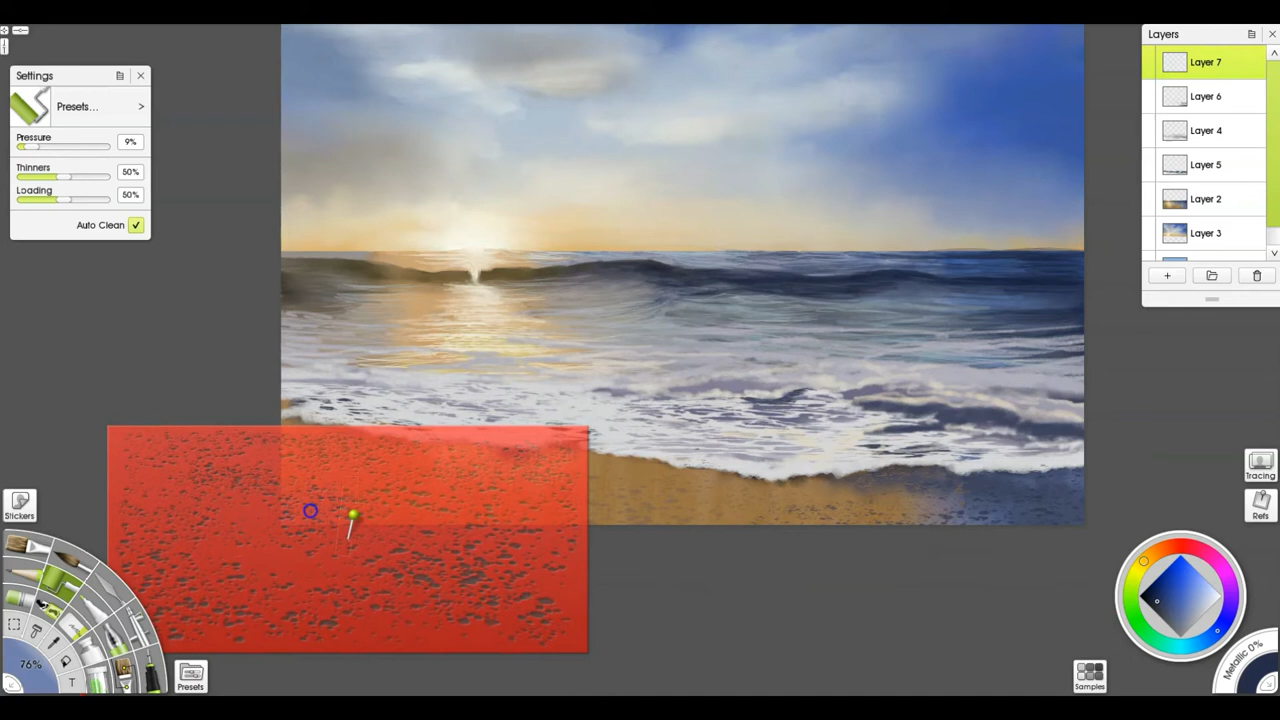 Settings
Presets...
>
Pressure
9%
Thinners
50%
Loading
50%
Auto Clean
Layers
Layer 7
Layer 6
Layer 4
Layer 5
Layer 2
Layer 3
Tracing
Refs
Stickers
76%
T
Presets
Samples
Metallic 0%